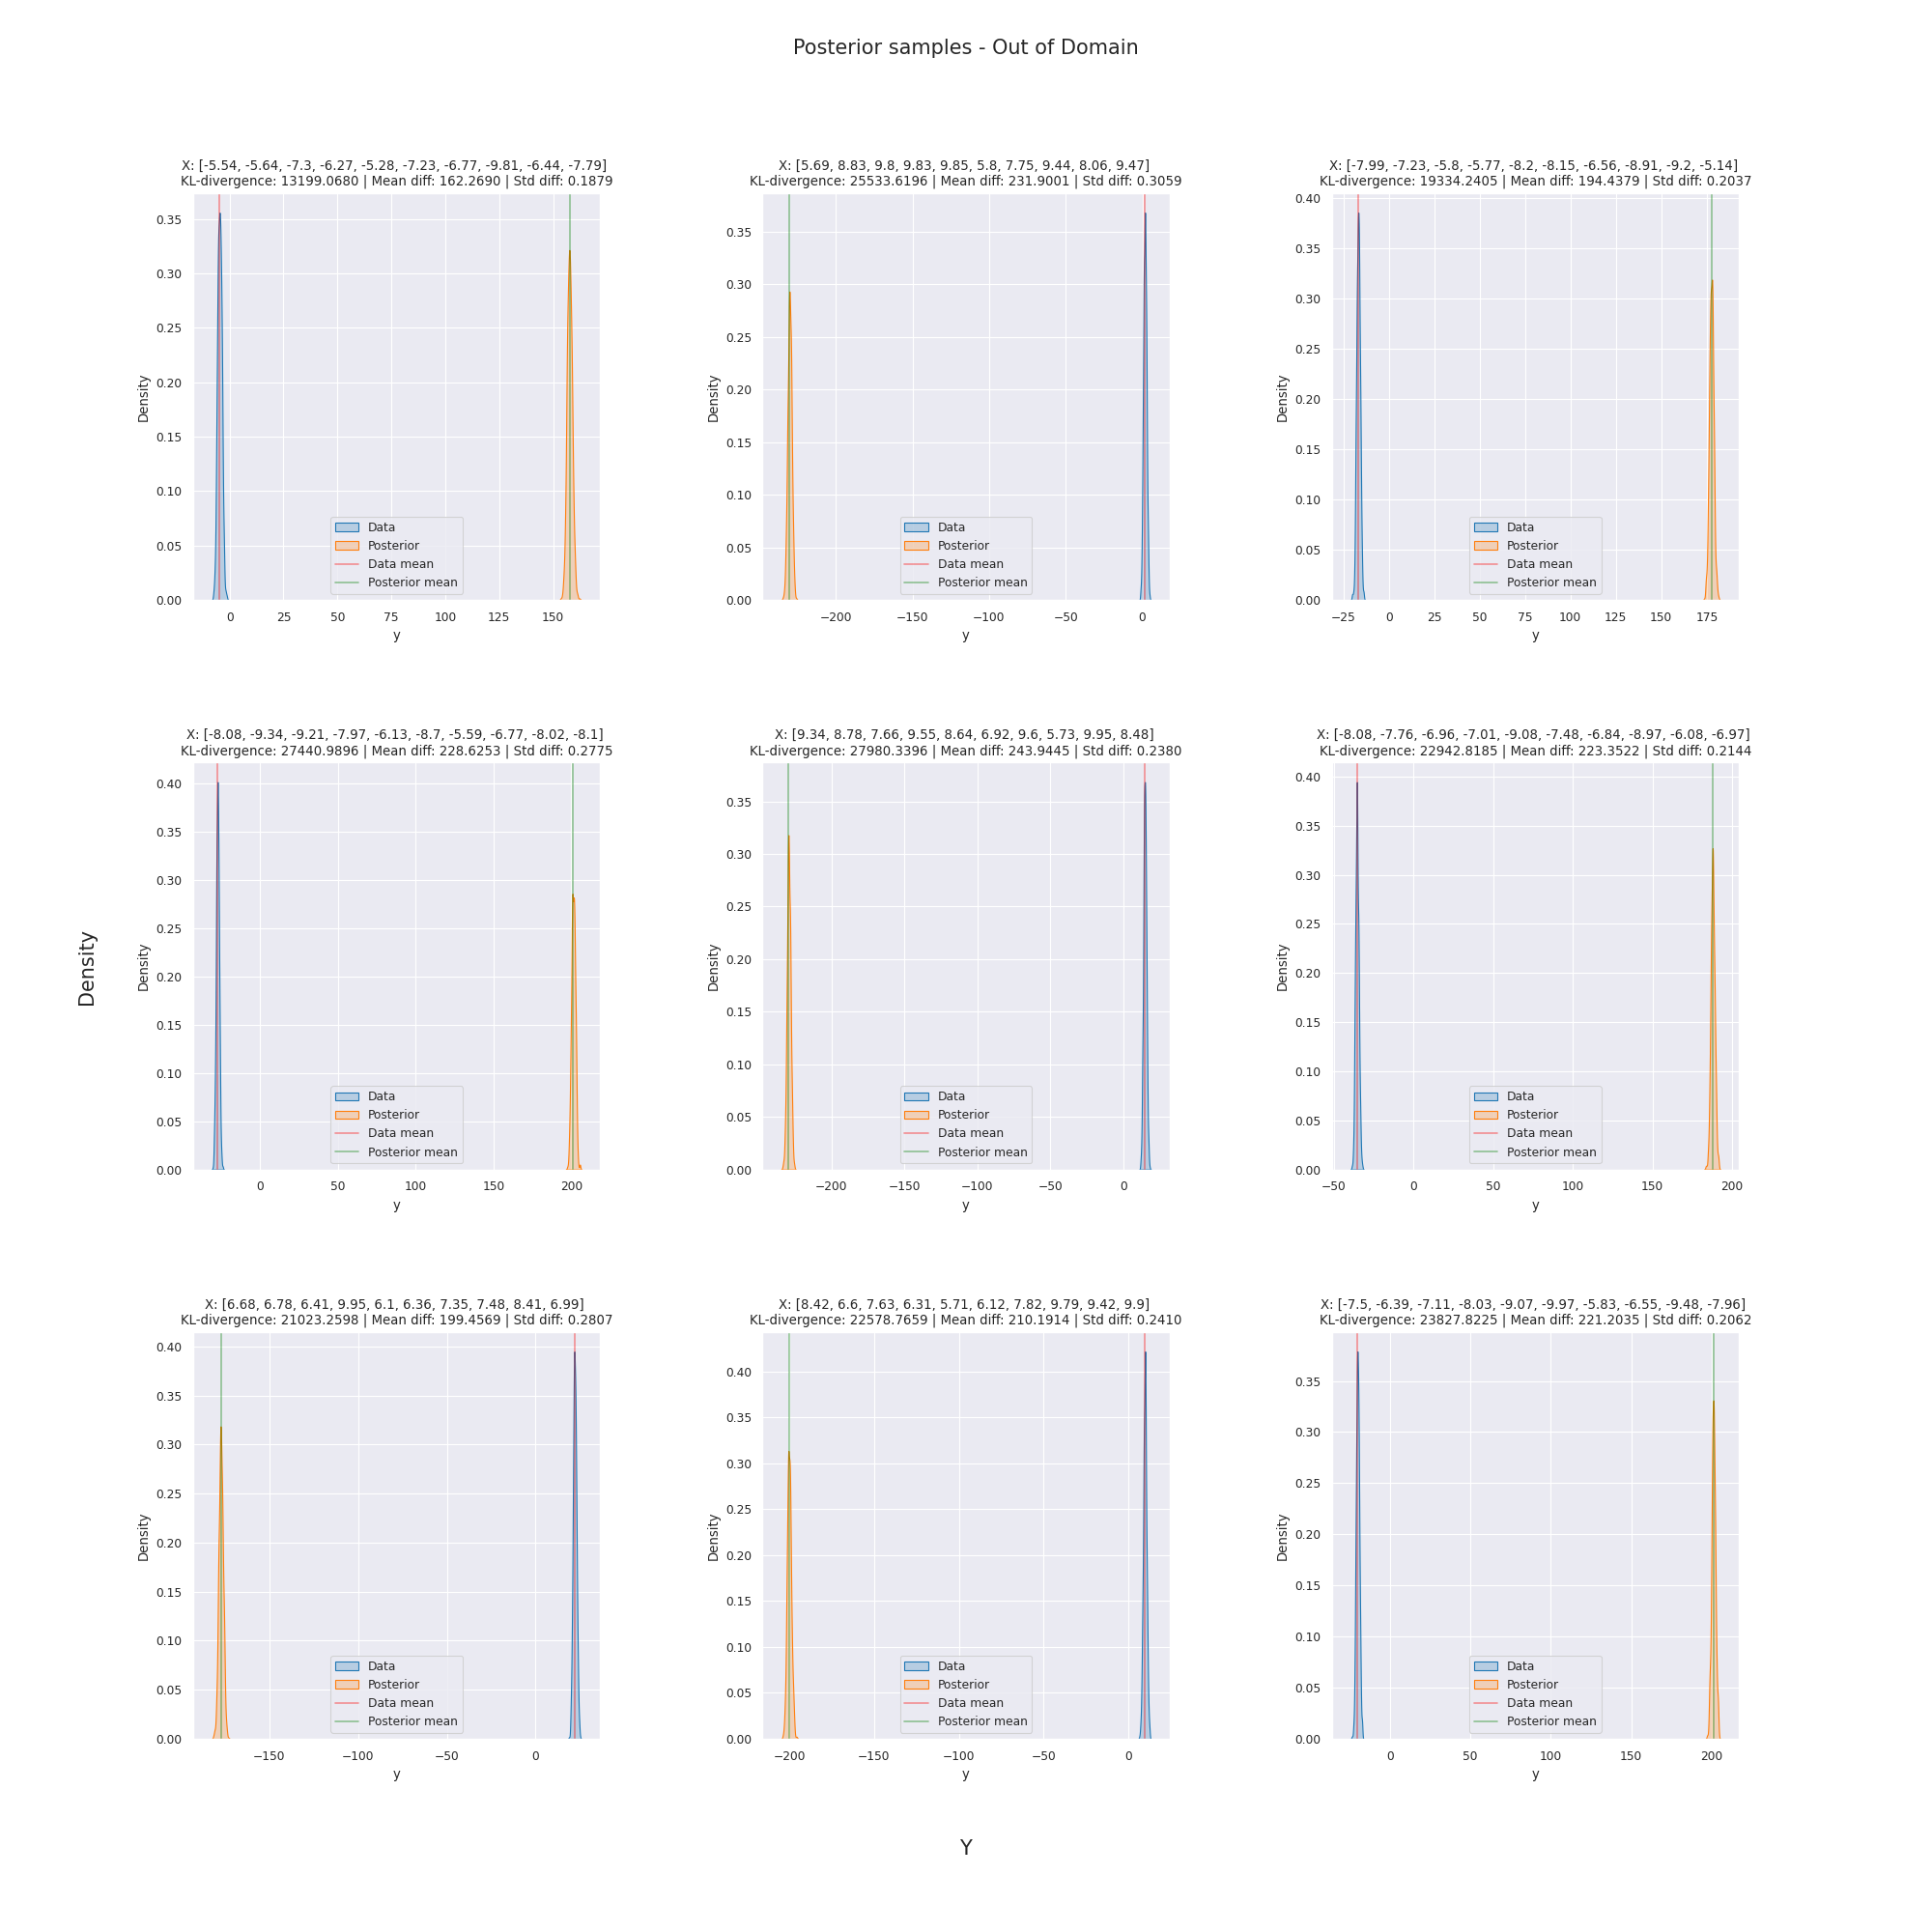 Posterior samples - Out of Domain
X: [-5.54, -5.64, -7.3, -6.27, -5.28, -7.23, -6.77, -9.81, -6.44, -7.79]
KL-divergence: 13199.0680 | Mean diff: 162.2690 | Std diff: 0.1879
0.35
0.30
0.25
0.20
0.15
0.10
0.05
0.00
Density
Data
Posterior
Data mean
Posterior mean
0 25 50 75 100 125 150
y
X: [5.69, 8.83, 9.8, 9.83, 9.85, 5.8, 7.75, 9.44, 8.06, 9.47]
KL-divergence: 25533.6196 | Mean diff: 231.9001 | Std diff: 0.3059
0.35
0.30
0.25
0.20
0.15
0.10
0.05
0.00
Density
Data
Posterior
Data mean
Posterior mean
−200 −150 −100 −50 0
y
X: [-7.99, -7.23, -5.8, -5.77, -8.2, -8.15, -6.56, -8.91, -9.2, -5.14]
KL-divergence: 19334.2405 | Mean diff: 194.4379 | Std diff: 0.2037
0.40
0.35
0.30
0.25
0.20
0.15
0.10
0.05
0.00
Density
Data
Posterior
Data mean
Posterior mean
−25 0 25 50 75 100 125 150 175
y
Density
X: [-8.08, -9.34, -9.21, -7.97, -6.13, -8.7, -5.59, -6.77, -8.02, -8.1]
KL-divergence: 27440.9896 | Mean diff: 228.6253 | Std diff: 0.2775
0.40
0.35
0.30
0.25
0.20
0.15
0.10
0.05
0.00
Density
Data
Posterior
Data mean
Posterior mean
0 50 100 150 200
y
X: [9.34, 8.78, 7.66, 9.55, 8.64, 6.92, 9.6, 5.73, 9.95, 8.48]
KL-divergence: 27980.3396 | Mean diff: 243.9445 | Std diff: 0.2380
0.35
0.30
0.25
0.20
0.15
0.10
0.05
0.00
Density
Data
Posterior
Data mean
Posterior mean
−200 −150 −100 −50 0
y
X: [-8.08, -7.76, -6.96, -7.01, -9.08, -7.48, -6.84, -8.97, -6.08, -6.97]
KL-divergence: 22942.8185 | Mean diff: 223.3522 | Std diff: 0.2144
0.40
0.35
0.30
0.25
0.20
0.15
0.10
0.05
0.00
Density
Data
Posterior
Data mean
Posterior mean
−50 0 50 100 150 200
y
X: [6.68, 6.78, 6.41, 9.95, 6.1, 6.36, 7.35, 7.48, 8.41, 6.99]
KL-divergence: 21023.2598 | Mean diff: 199.4569 | Std diff: 0.2807
0.40
0.35
0.30
0.25
0.20
0.15
0.10
0.05
0.00
Density
Data
Posterior
Data mean
Posterior mean
−150 −100 −50 0
y
X: [8.42, 6.6, 7.63, 6.31, 5.71, 6.12, 7.82, 9.79, 9.42, 9.9]
KL-divergence: 22578.7659 | Mean diff: 210.1914 | Std diff: 0.2410
0.40
0.35
0.30
0.25
0.20
0.15
0.10
0.05
0.00
Density
Data
Posterior
Data mean
Posterior mean
−200 −150 −100 −50 0
y
X: [-7.5, -6.39, -7.11, -8.03, -9.07, -9.97, -5.83, -6.55, -9.48, -7.96]
KL-divergence: 23827.8225 | Mean diff: 221.2035 | Std diff: 0.2062
0.35
0.30
0.25
0.20
0.15
0.10
0.05
0.00
Density
Data
Posterior
Data mean
Posterior mean
0 50 100 150 200
y
Y